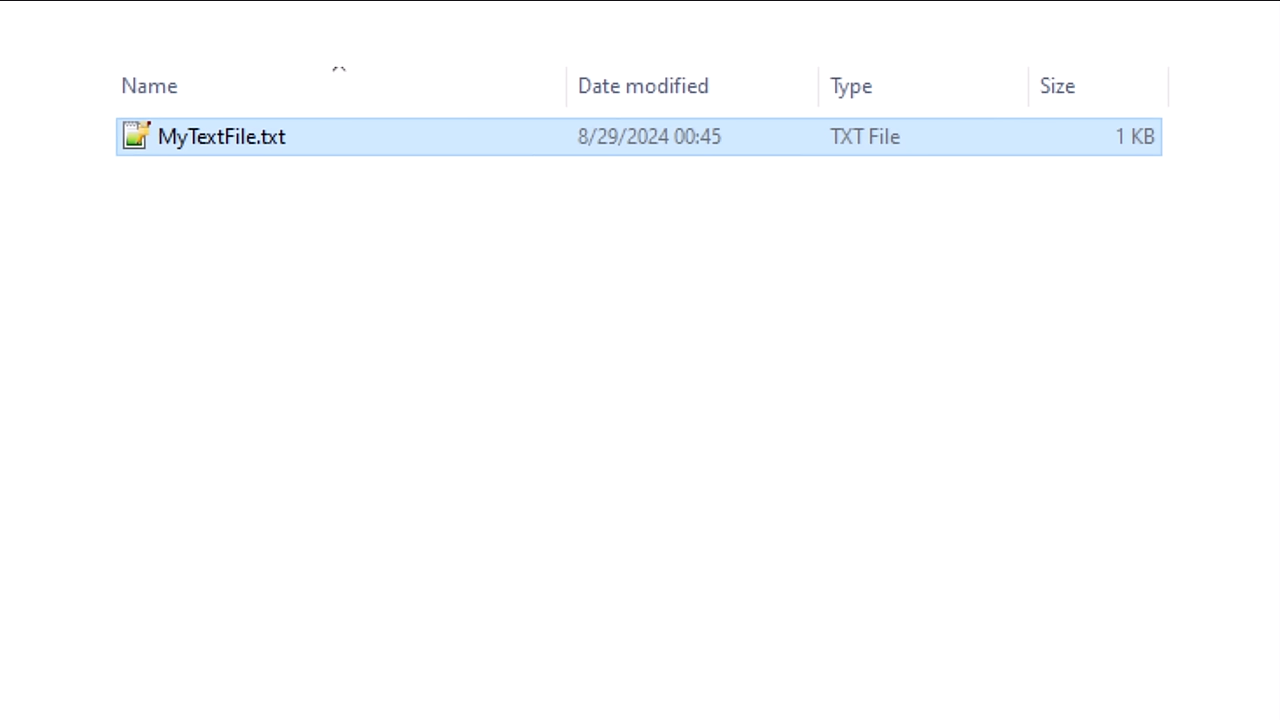 Name Date modified Type Size
MyTextFile.txt 8/29/2024 00:45 TXT File 1 KB